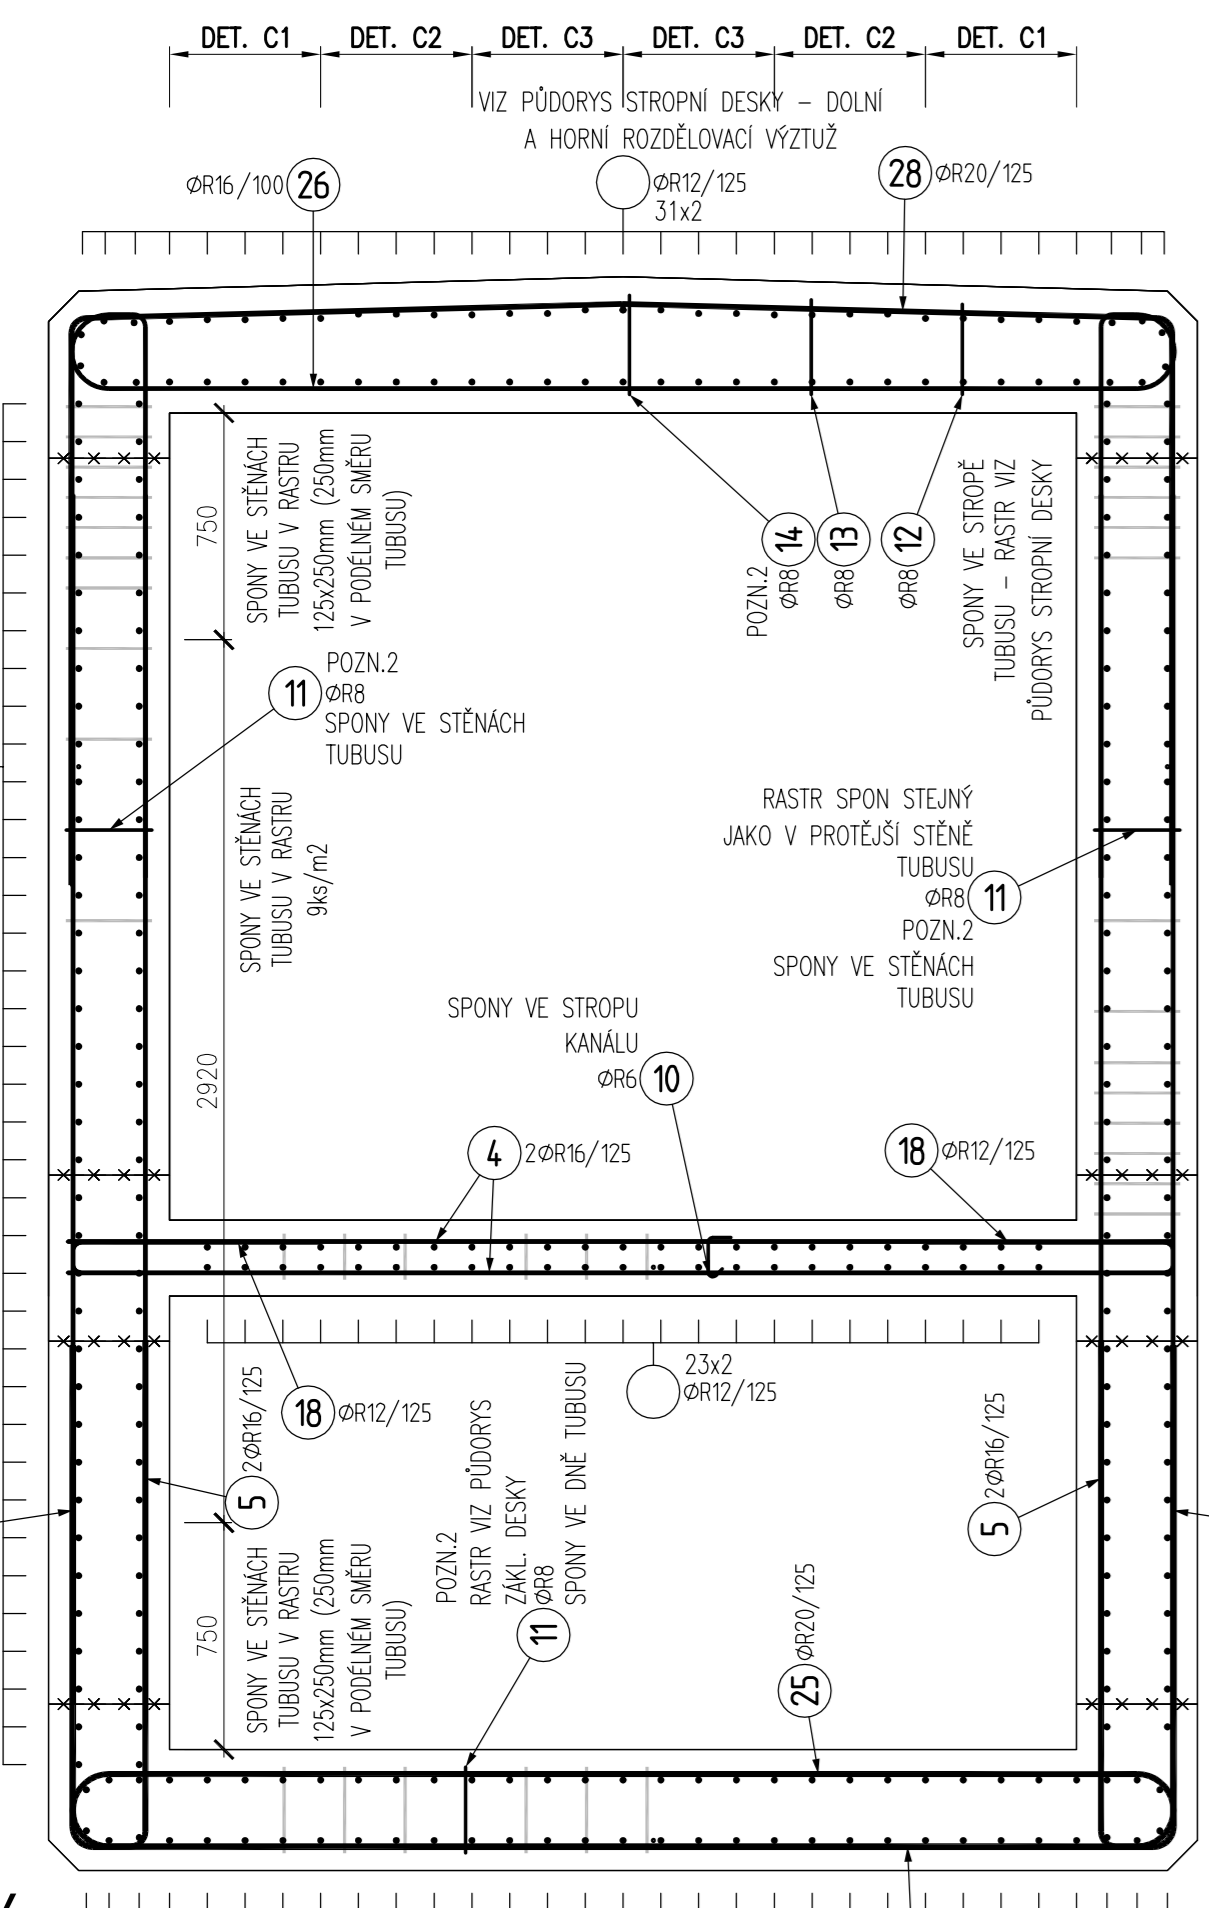 DET. C1
DET. C2
DET. C3
DET. C3
DET. C2
DET. C1
VIZ PŮDORYS STROPNÍ DESKY – DOLNÍ
A HORNÍ ROZDĚLOVACÍ VÝZTUŽ
ØR16/100
26
ØR12/125
31x2
28
ØR20/125
750
SPONY VE STĚNÁCH
TUBUSU V RASTRU
125x250mm (250mm
V PODÉLNÉM SMĚRU
TUBUSU)
POZN.2
ØR8
14
ØR8
13
ØR8
12
SPONY VE STROPĚ
TUBUSU – RASTR VIZ
PŮDORYS STROPNÍ DESKY
POZN.2
11
ØR8
SPONY VE STĚNÁCH
TUBUSU
SPONY VE STĚNÁCH
TUBUSU V RASTRU
9ks/m2
RASTR SPON STEJNÝ
JAKO V PROTĚJŠÍ STĚNĚ
TUBUSU
ØR8
11
POZN.2
SPONY VE STĚNÁCH
TUBUSU
2920
SPONY VE STROPU
KANÁLU
ØR6
10
4
2ØR16/125
18
ØR12/125
23x2
ØR12/125
18
ØR12/125
5
2ØR16/125
POZN.2
RASTR VIZ PŮDORYS
ZÁKL. DESKY
ØR8
SPONY VE DNĚ TUBUSU
11
5
2ØR16/125
750
SPONY VE STĚNÁCH
TUBUSU V RASTRU
125x250mm (250mm
V PODÉLNÉM SMĚRU
TUBUSU)
25
ØR20/125